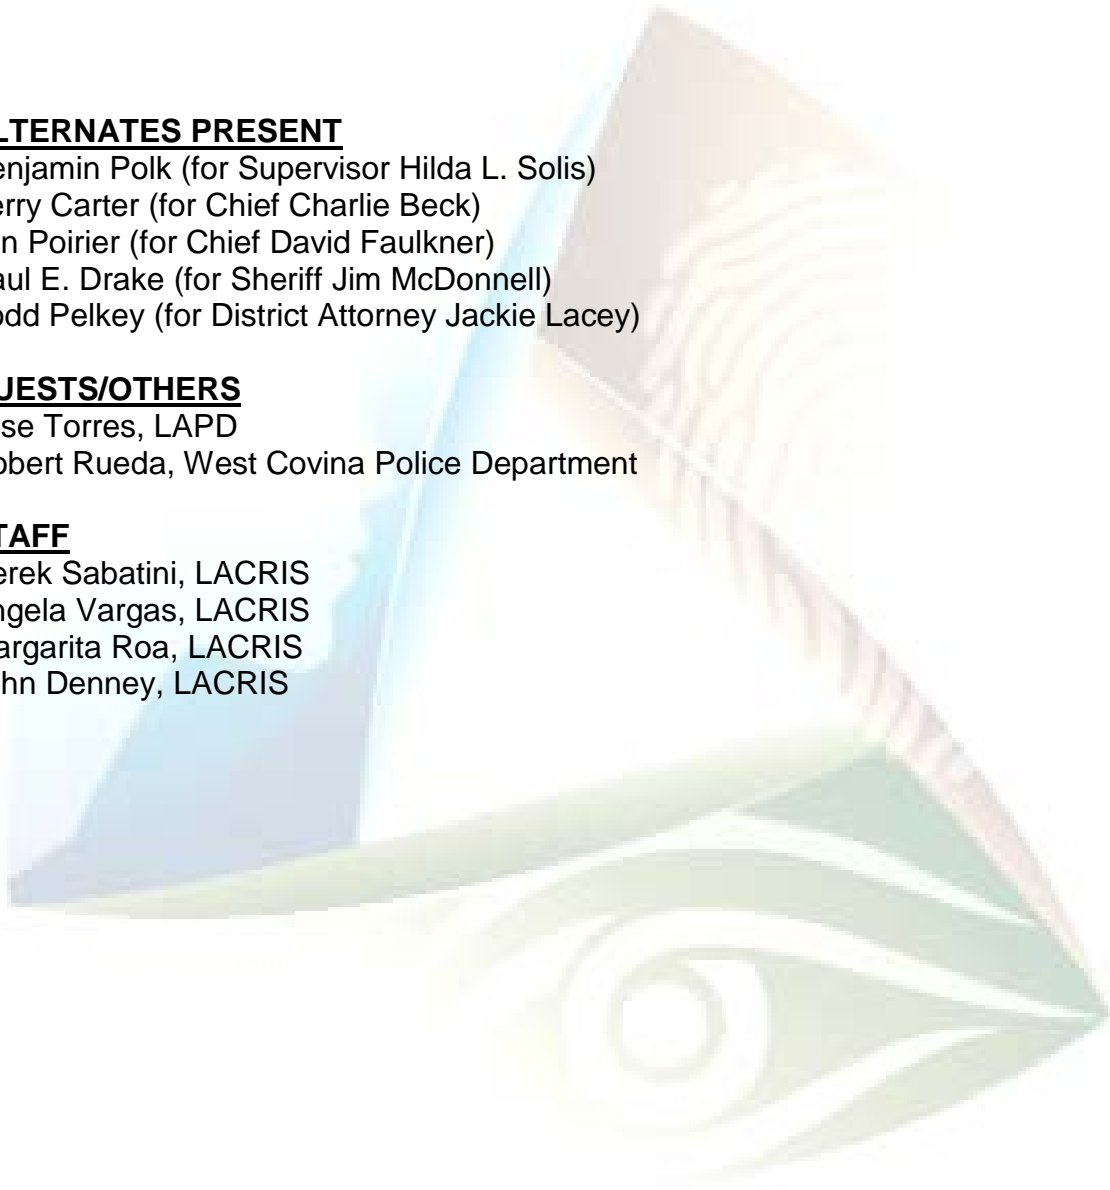 LTERNATES PRESENT
enjamin Polk (for Supervisor Hilda L. Solis)
erry Carter (for Chief Charlie Beck)
n Poirier (for Chief David Faulkner)
aul E. Drake (for Sheriff Jim McDonnell)
odd Pelkey (for District Attorney Jackie Lacey)
UESTS/OTHERS
se Torres, LAPD
obert Rueda, West Covina Police Department
TAFF
erek Sabatini, LACRIS
ngela Vargas, LACRIS
argarita Roa, LACRIS
hn Denney, LACRIS